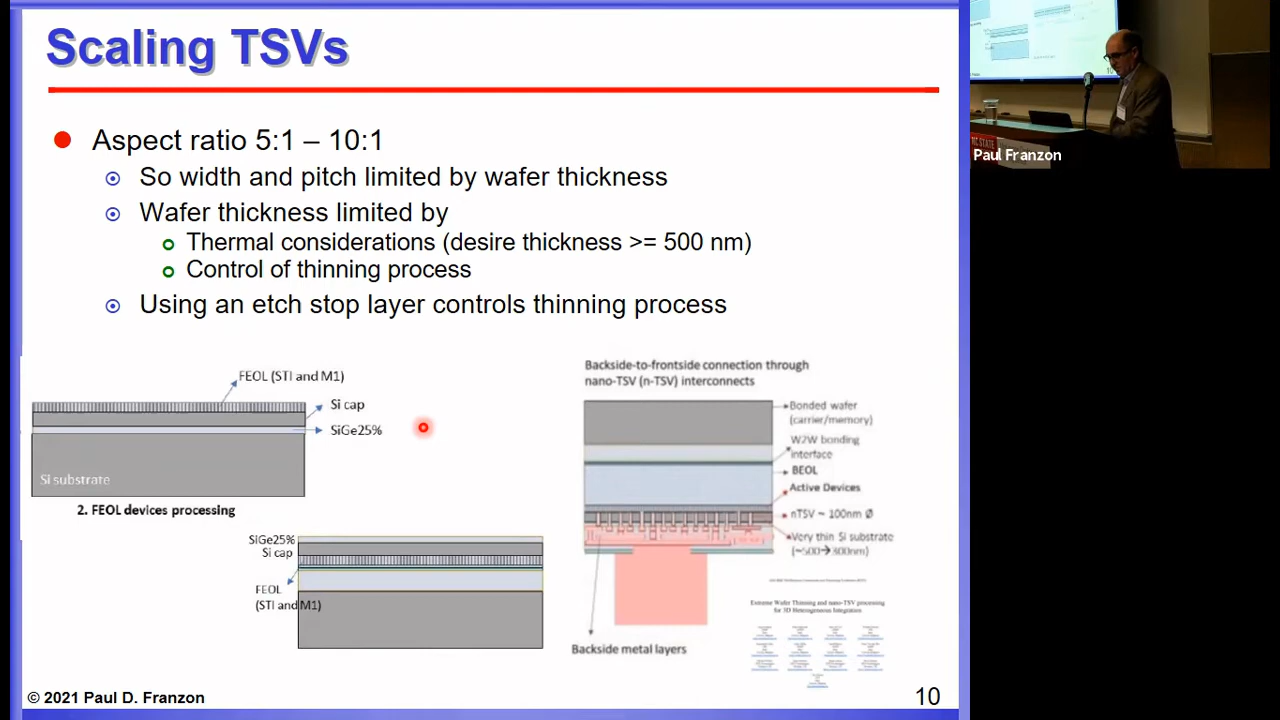 Scaling TSVs
Aspect ratio 5:1 – 10:1
So width and pitch limited by wafer thickness
Wafer thickness limited by
Thermal considerations (desire thickness >= 500 nm)
Control of thinning process
Using an etch stop layer controls thinning process
FEOL (STI and M1)
Si cap
SiGe25%
Si substrate
2. FEOL devices processing
SiGe25%
Si cap
FEOL
(STI and M1)
Backside-to-frontside connection through
nano-TSV (n-TSV) interconnects
Bonded wafer
(carrier/memory)
W2W bonding
interface
BEOL
Active Devices
nTSV ~ 100nm Ø
Very thin Si substrate
(~500→300nm)
Backside metal layers
Extreme Wafer Thinning and nano-TSV processing
for 3D Heterogeneous Integration
© 2021 Paul D. Franzon
10
Paul Franzon